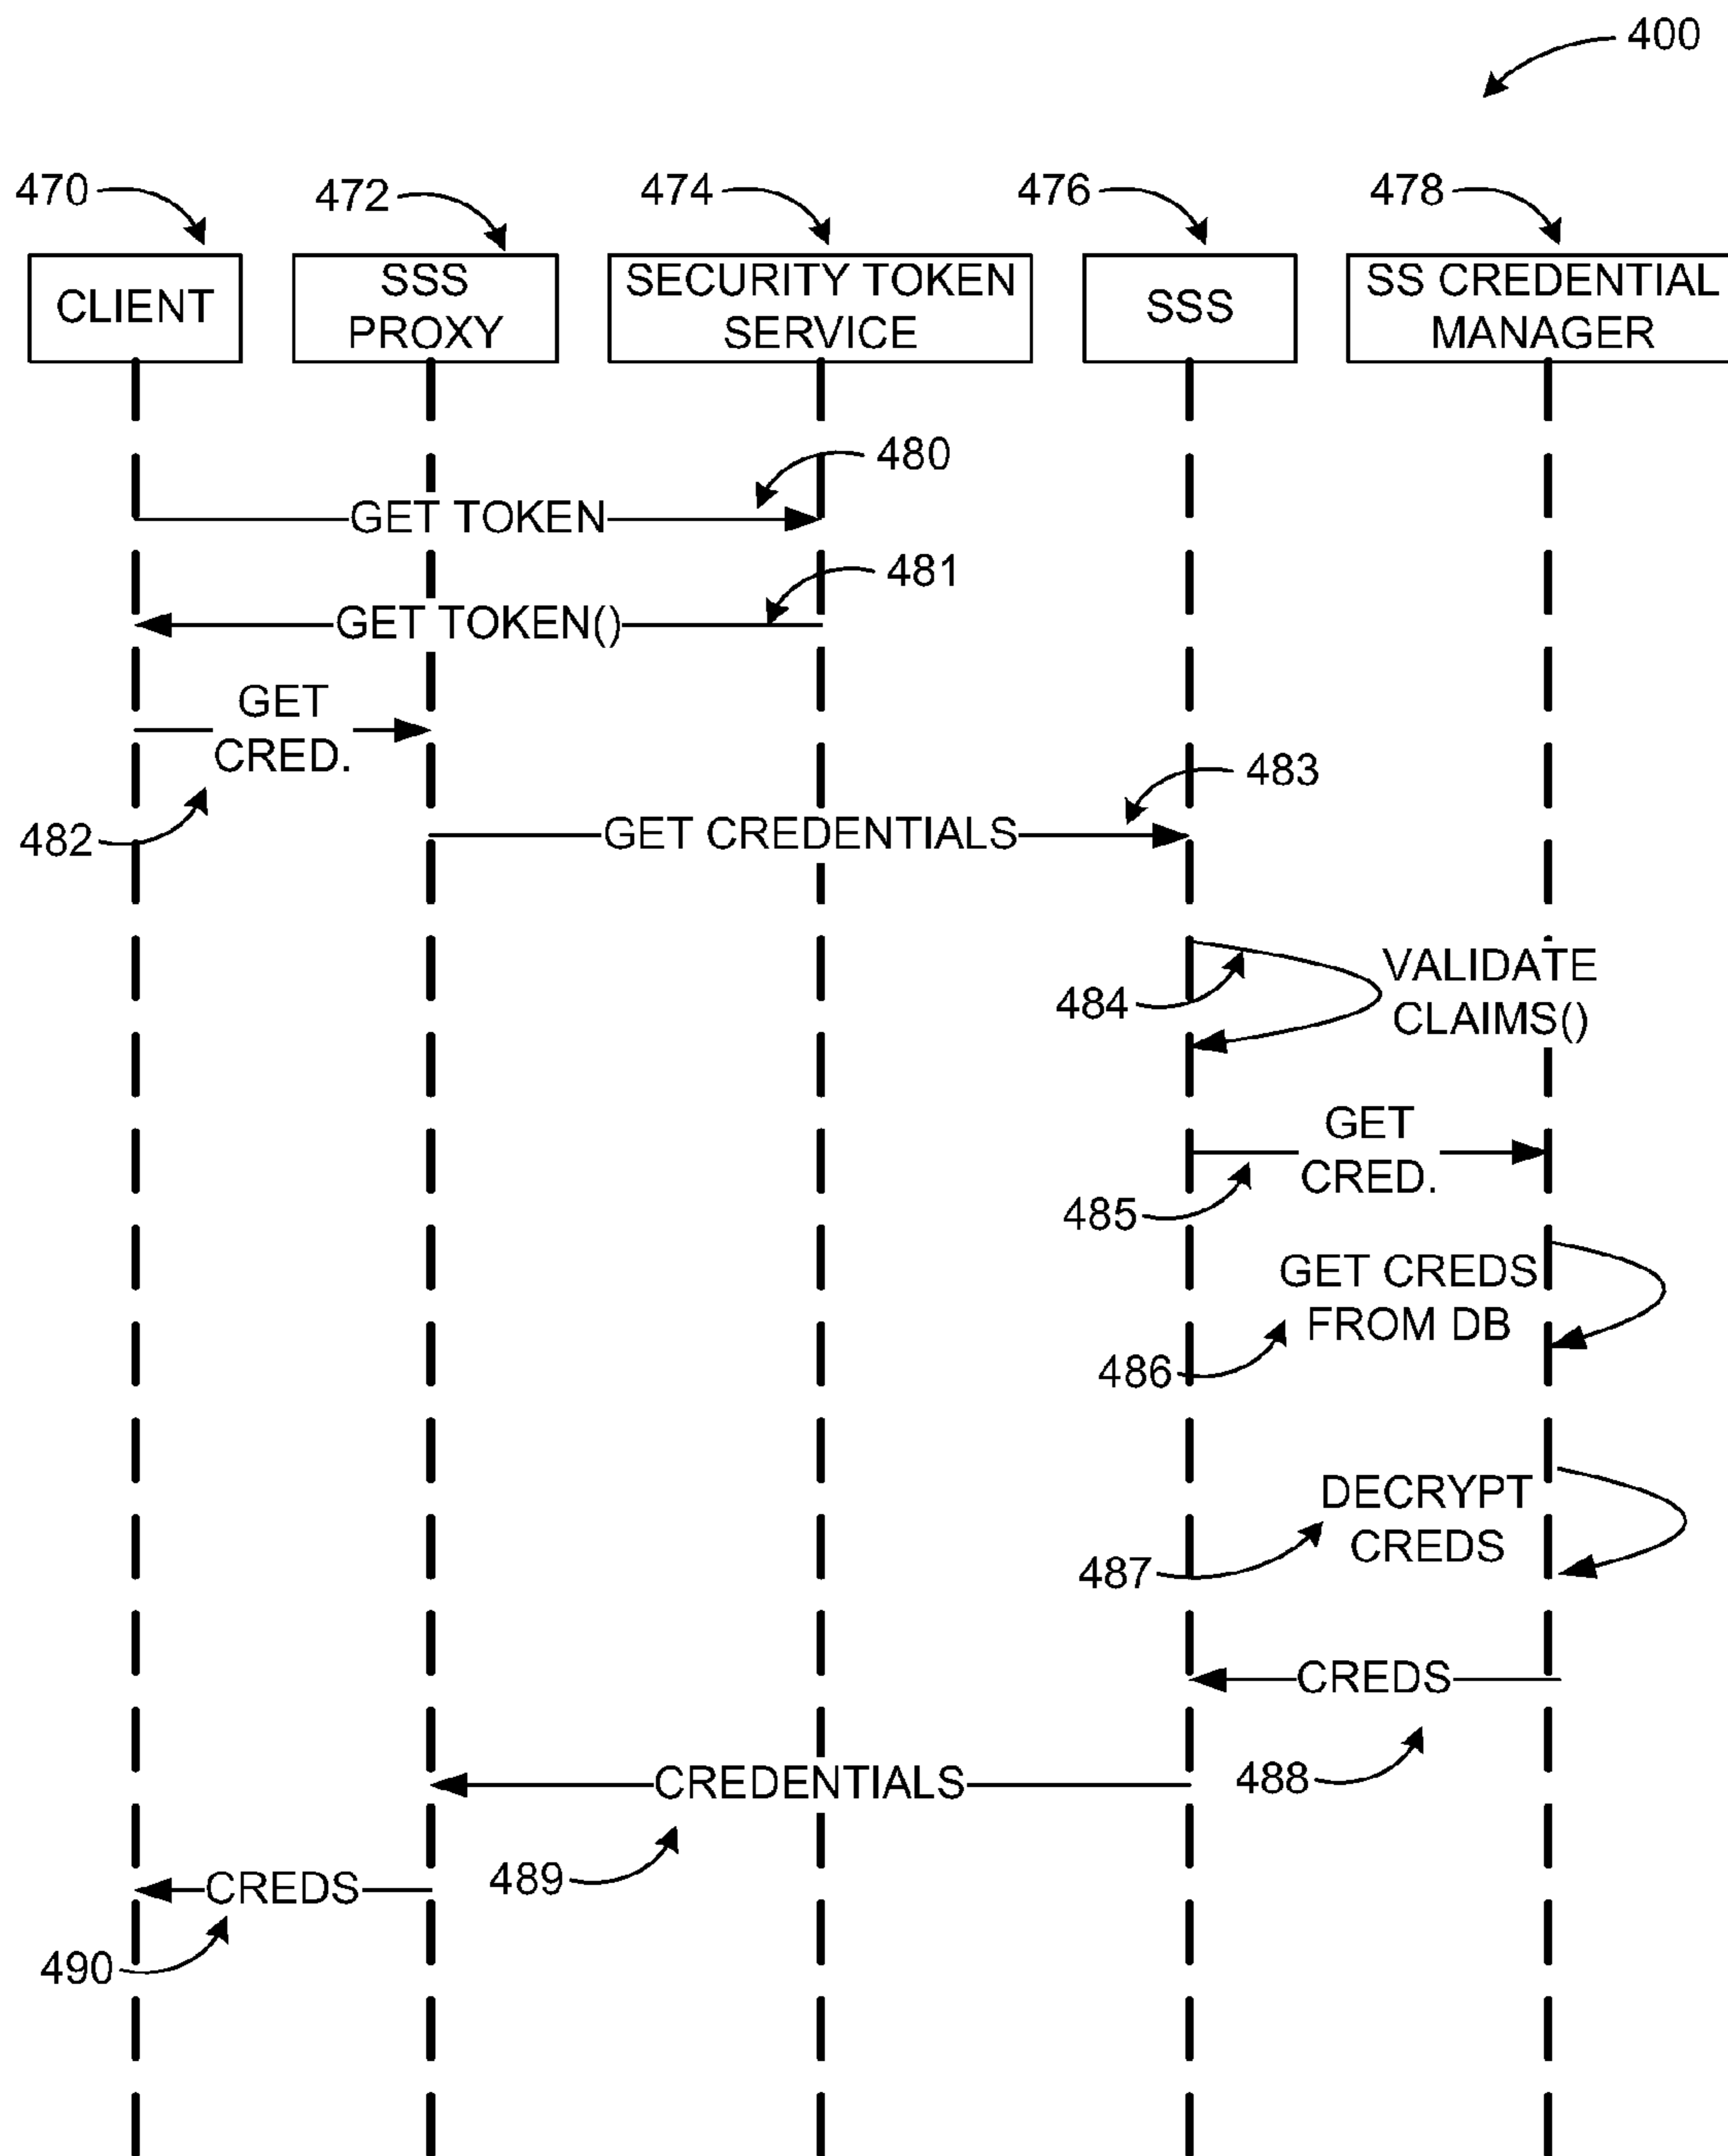 400
470
472
474
476
478
CLIENT
SSS
PROXY
SECURITY TOKEN
SERVICE
SSS
SS CREDENTIAL
MANAGER
480
GET TOKEN
481
GET TOKEN()
GET
CRED.
482
483
GET CREDENTIALS
484
VALIDATE
CLAIMS()
GET
CRED.
485
GET CREDS
FROM DB
486
DECRYPT
CREDS
487
CREDS
488
CREDENTIALS
489
CREDS
490